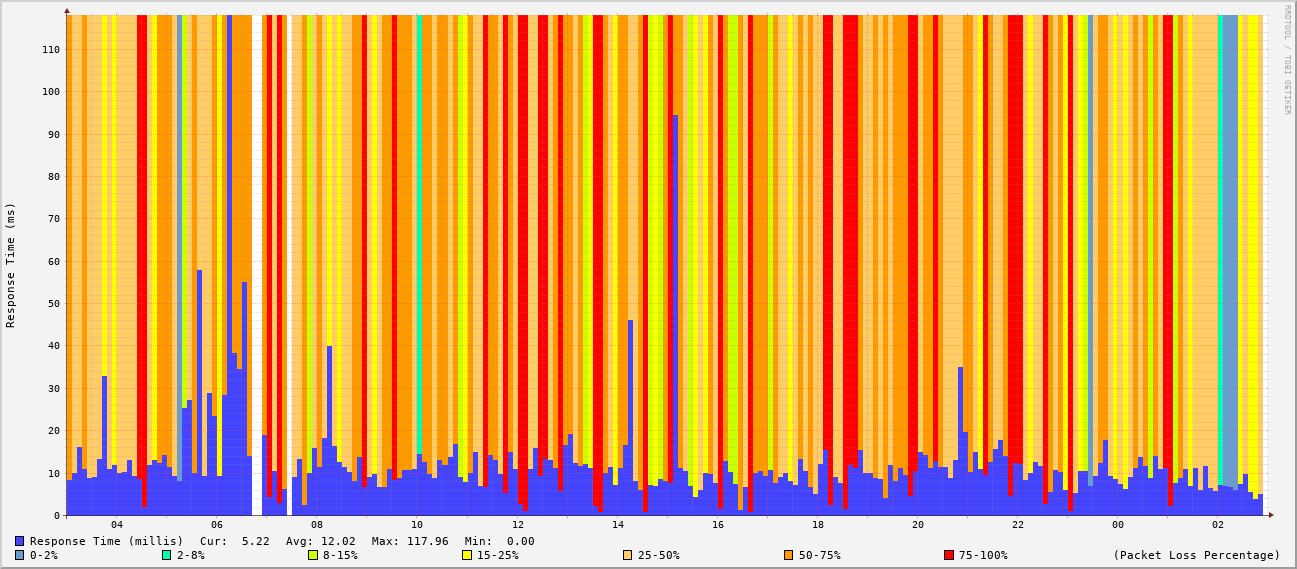 RRDTOOL / TOBI OETIKER
Response Time (ms)
110
100
90
80
70
60
50
40
30
20
10
0
04 06 08 10 12 14 16 18 20 22 00 02
Response Time (millis) Cur: 5.22 Avg: 12.02 Max: 117.96 Min: 0.00
0-2% 2-8% 8-15% 15-25% 25-50% 50-75% 75-100% (Packet Loss Percentage)